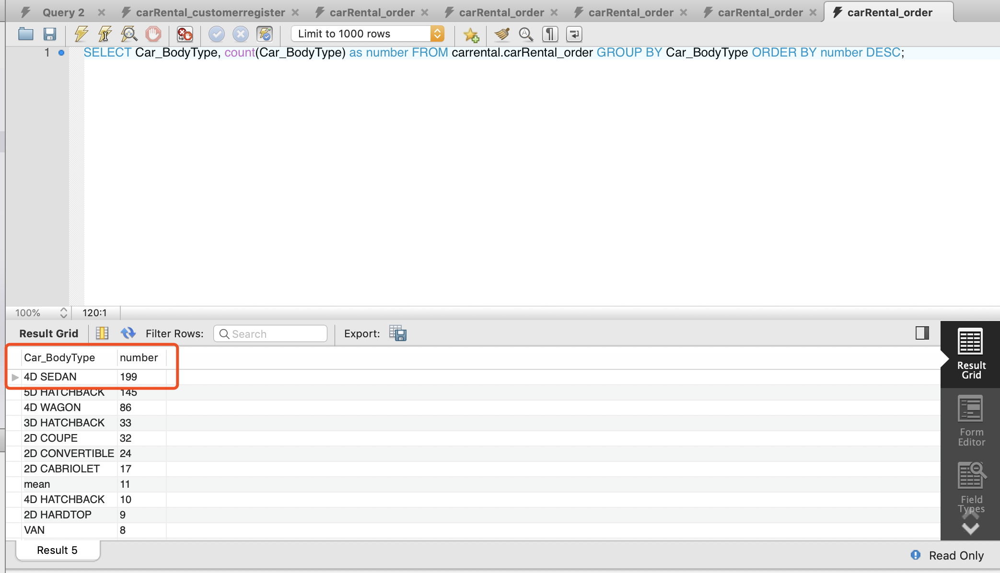 Query 2 carRental_customerregister carRental_order carRental_order carRental_order carRental_order carRental_order
Limit to 1000 rows
1 SELECT Car_BodyType, count(Car_BodyType) as number FROM carrental.carRental_order GROUP BY Car_BodyType ORDER BY number DESC;
100% 120:1
Result Grid Filter Rows: Search Export:
Car_BodyType number
4D SEDAN 199
5D HATCHBACK 145
4D WAGON 86
3D HATCHBACK 33
2D COUPE 32
2D CONVERTIBLE 24
2D CABRIOLET 17
mean 11
4D HATCHBACK 10
2D HARDTOP 9
VAN 8
Result
Grid
Form
Editor
Field
Types
Result 5
Read Only